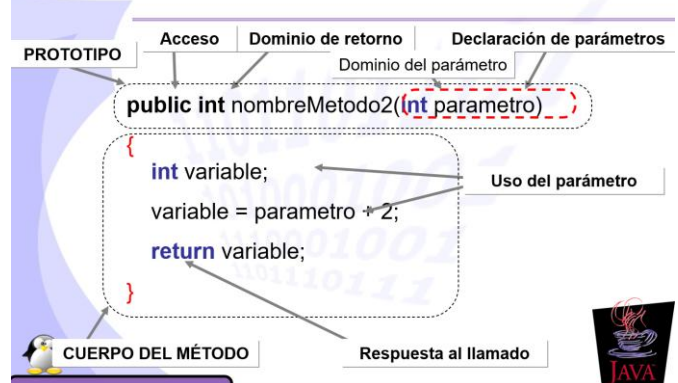 Acceso
Dominio de retorno
Declaración de parámetros
PROTOTIPO
Dominio del parámetro
public int nombreMetodo2(int parametro)
{
int variable;
Uso del parámetro
variable = parametro + 2;
return variable;
}
CUERPO DEL MÉTODO
Respuesta al llamado
JAVA